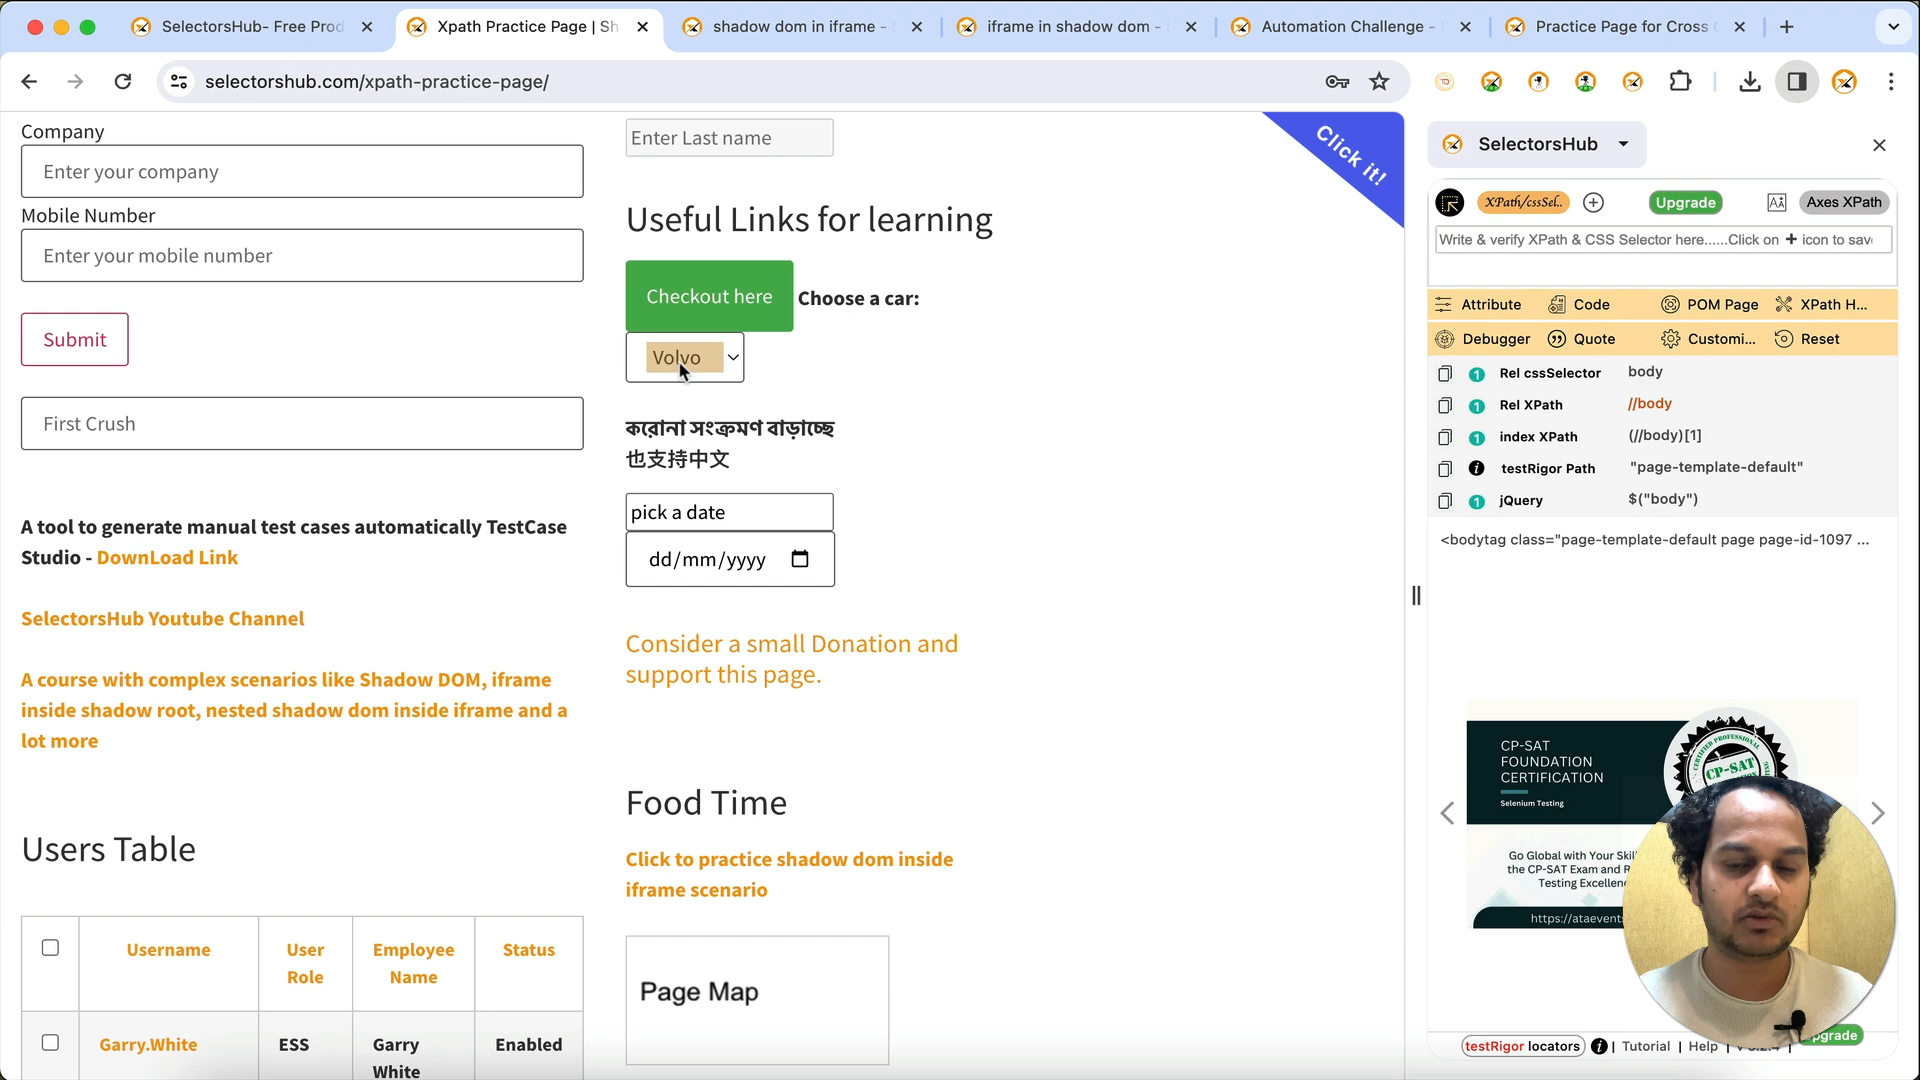 SelectorsHub- Free Prod
Xpath Practice Page | Sh
shadow dom in iframe -
iframe in shadow dom -
Automation Challenge -
Practice Page for Cross
selectorshub.com/xpath-practice-page/
Company
Enter your company
Mobile Number
Enter your mobile number
Submit
First Crush
A tool to generate manual test cases automatically TestCase
Studio - DownLoad Link
SelectorsHub Youtube Channel
A course with complex scenarios like Shadow DOM, iframe
inside shadow root, nested shadow dom inside iframe and a
lot more
Users Table
Username
User
Role
Employee
Name
Status
Garry.White
ESS
Garry
White
Enabled
Enter Last name
Useful Links for learning
Checkout here
Choose a car:
Volvo
করোনা সংক্রমণ বাড়াচ্ছে
也支持中文
pick a date
dd/mm/yyyy
Consider a small Donation and
support this page.
Food Time
Click to practice shadow dom inside
iframe scenario
Page Map
Click it!
SelectorsHub
XPath/cssSel..
Upgrade
Axes XPath
Write & verify XPath & CSS Selector here......Click on + icon to save
Attribute
Code
POM Page
XPath H...
Debugger
Quote
Customi...
Reset
1 Rel cssSelector body
1 Rel XPath //body
1 index XPath (//body)[1]
testRigor Path "page-template-default"
1 jQuery $("body")
<bodytag class="page-template-default page page-id-1097 ...
CP-SAT
FOUNDATION
CERTIFICATION
Selenium Testing
CERTIFIED PROFESSIONAL
CP-SAT
Go Global with Your Skil
the CP-SAT Exam and R
Testing Excellen
https://ataevents
testRigor locators
| Tutorial | Help |
pgrade